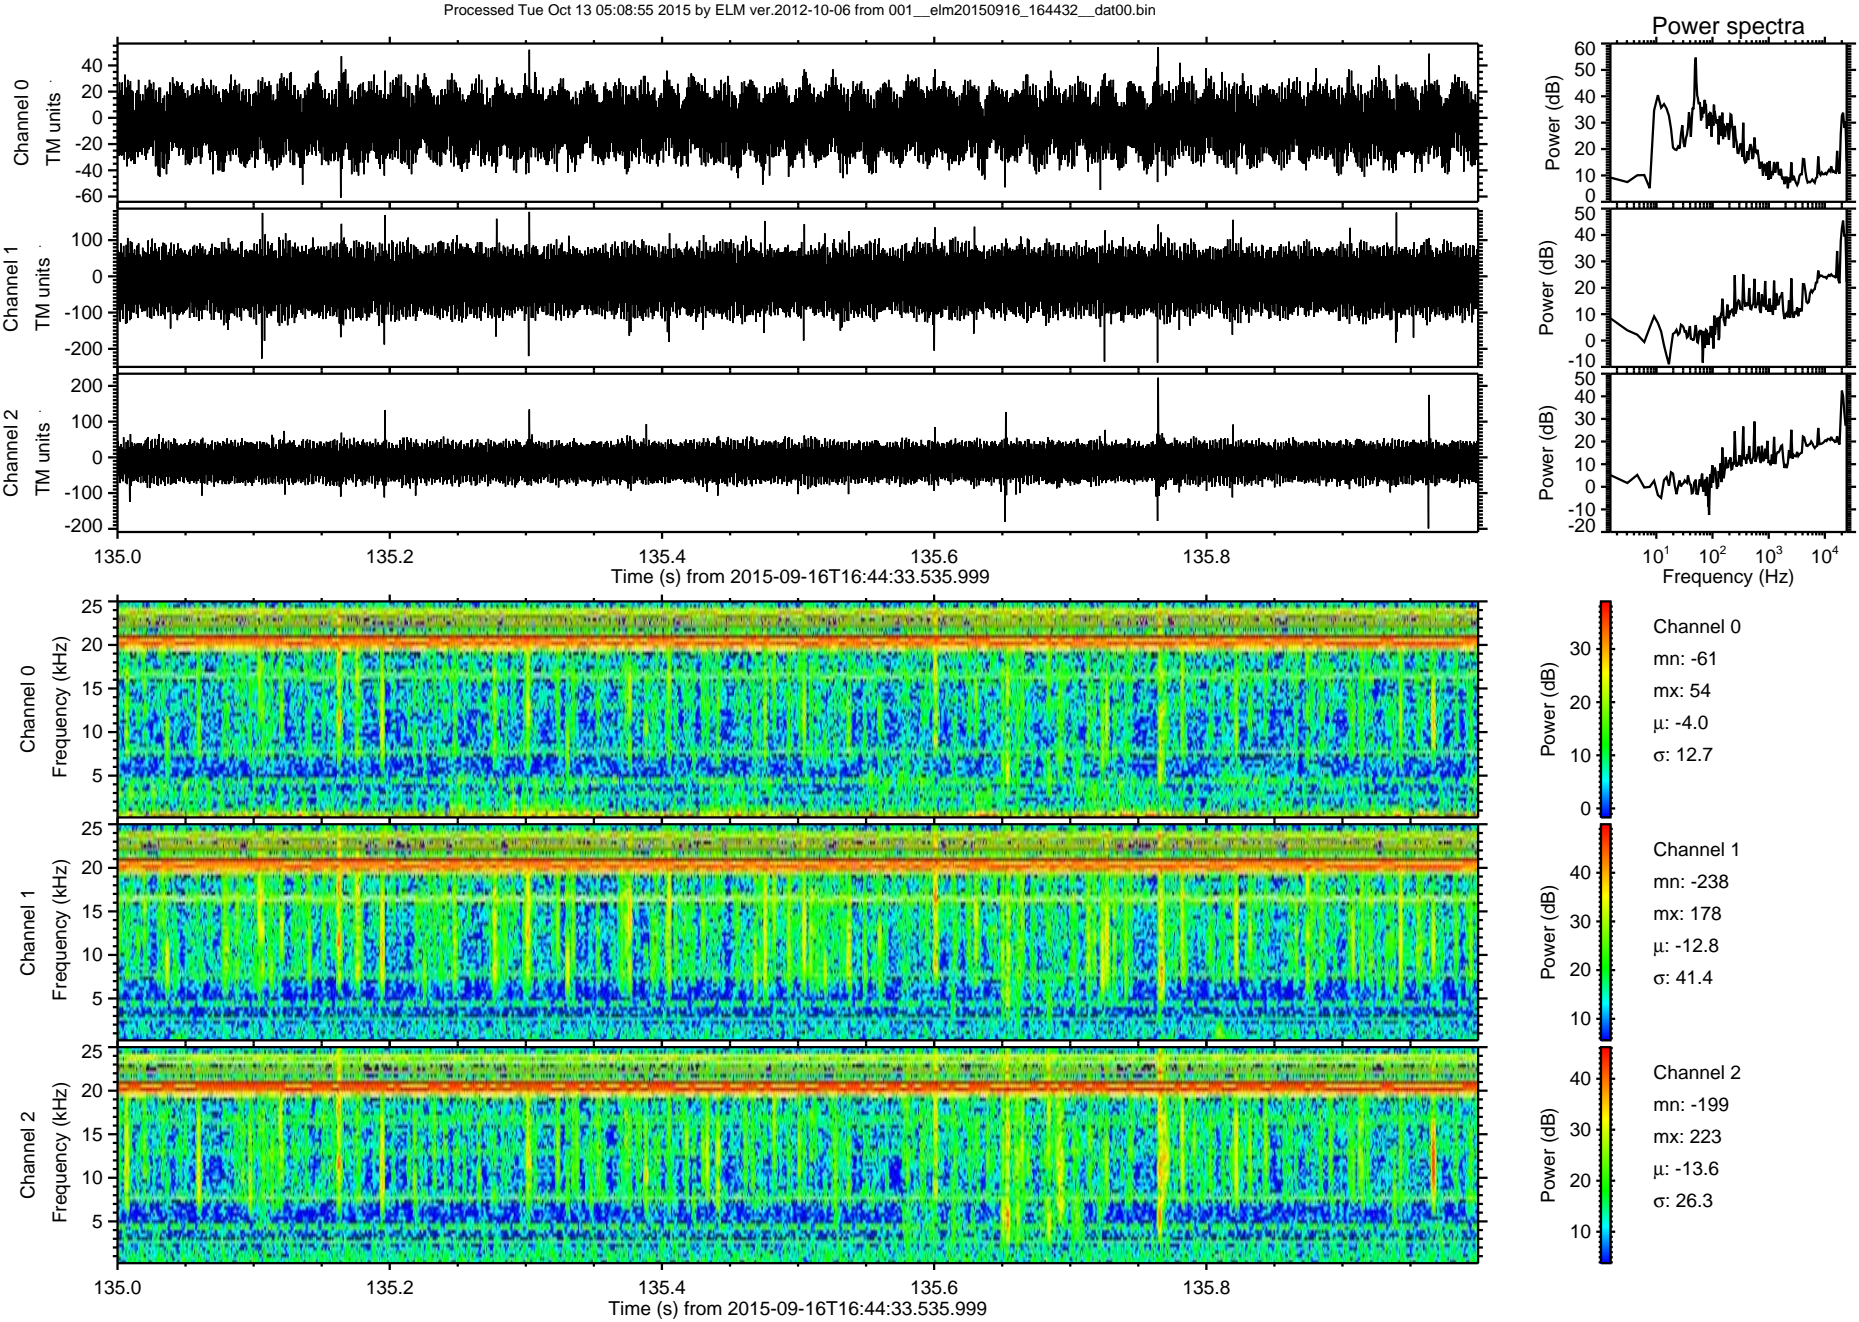 Processed Tue Oct 13 05:08:55 2015 by ELM ver.2012-10-06 from 001__elm20150916_164432__dat00.bin
Power spectra
Channel 0
TM units
40
20
0
-20
-40
-60
Power (dB)
60
50
40
30
20
10
0
Channel 1
TM units
100
0
-100
-200
Power (dB)
50
40
30
20
10
0
-10
Channel 2
TM units
200
100
0
-100
-200
Power (dB)
50
40
30
20
10
0
-10
-20
135.0 135.2 135.4 135.6 135.8
Time (s) from 2015-09-16T16:44:33.535.999
10^1 10^2 10^3 10^4
Frequency (Hz)
Channel 0
Frequency (kHz)
25
20
15
10
5
Power (dB)
30
20
10
0
Channel 0
mn: -61
mx: 54
μ: -4.0
σ: 12.7
Channel 1
Frequency (kHz)
25
20
15
10
5
Power (dB)
40
30
20
10
Channel 1
mn: -238
mx: 178
μ: -12.8
σ: 41.4
Channel 2
Frequency (kHz)
25
20
15
10
5
Power (dB)
40
30
20
10
Channel 2
mn: -199
mx: 223
μ: -13.6
σ: 26.3
135.0 135.2 135.4 135.6 135.8
Time (s) from 2015-09-16T16:44:33.535.999